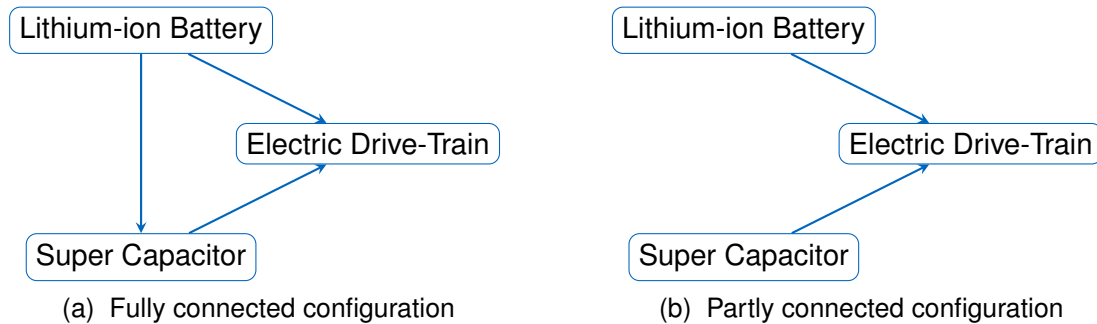 Lithium-ion Battery
Electric Drive-Train
Super Capacitor
(a) Fully connected configuration
Lithium-ion Battery
Electric Drive-Train
Super Capacitor
(b) Partly connected configuration